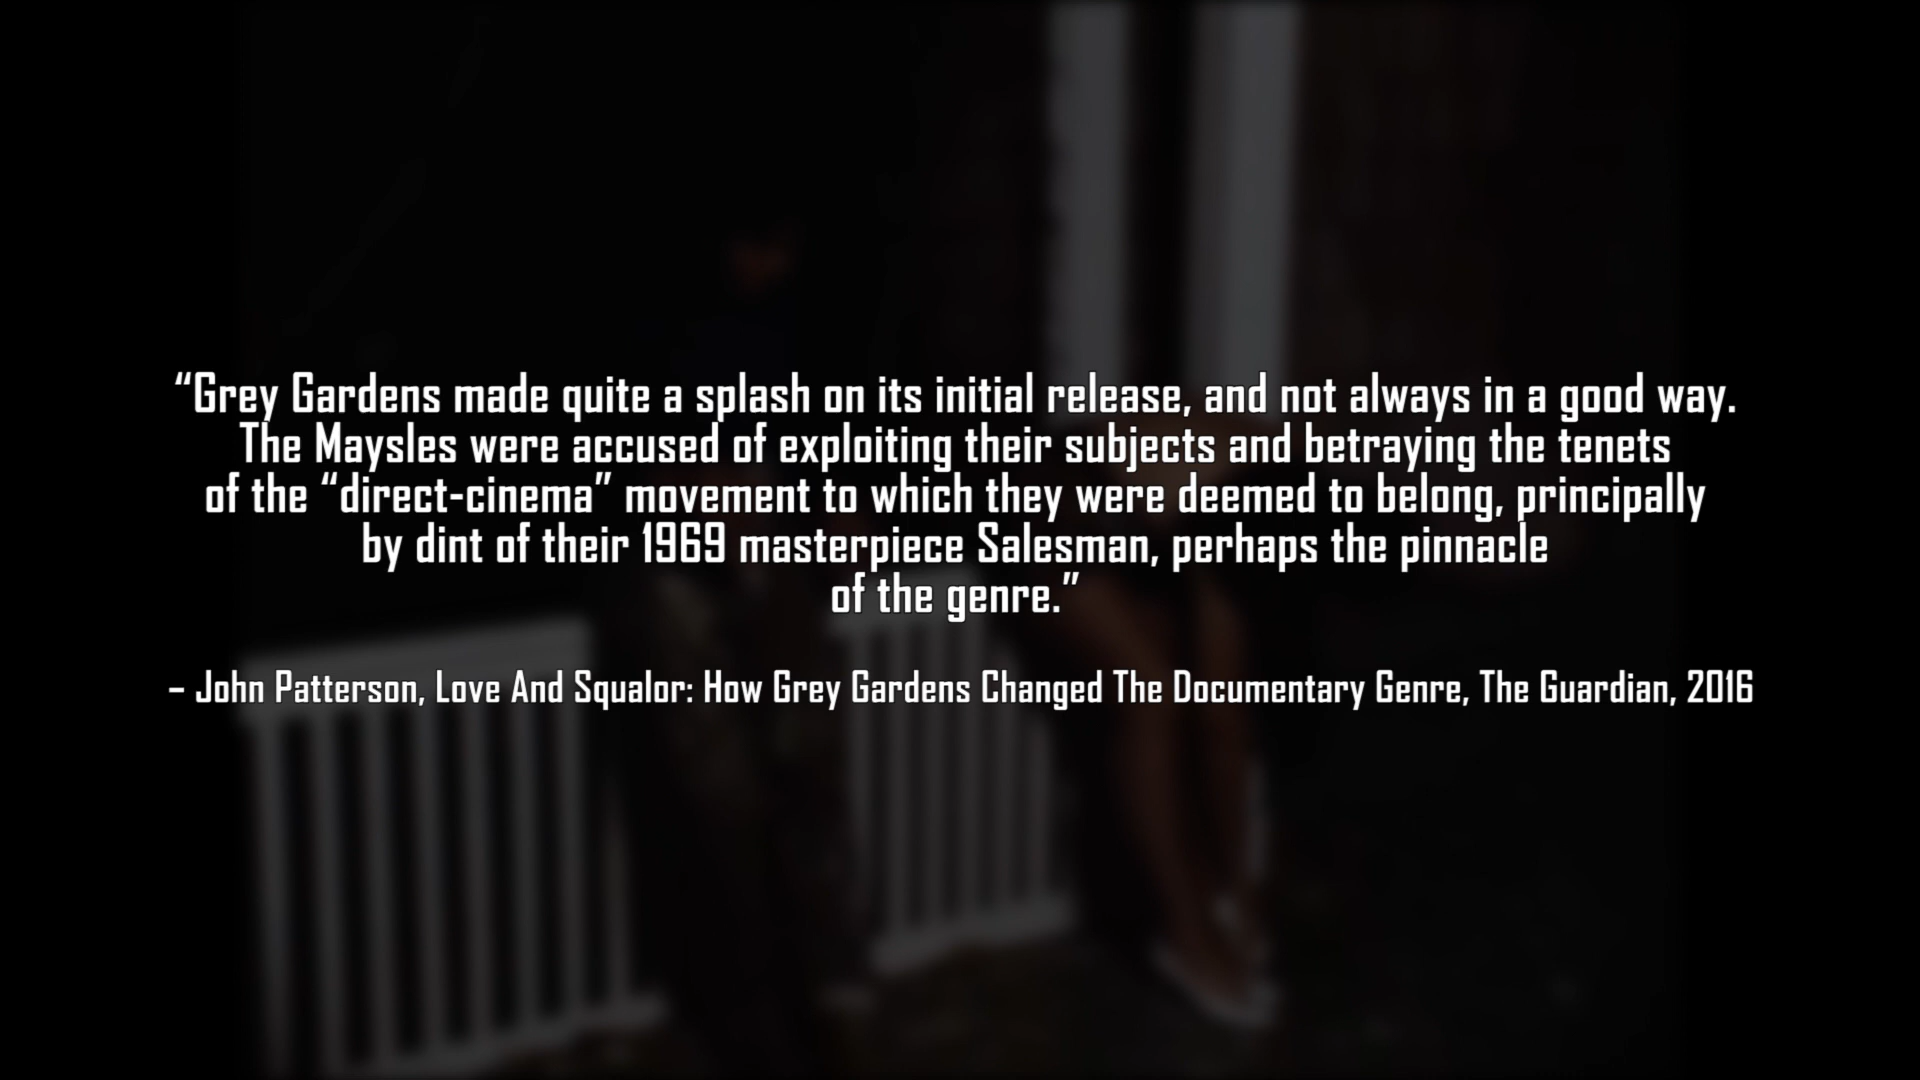 “Grey Gardens made quite a splash on its initial release, and not always in a good way.
The Maysles were accused of exploiting their subjects and betraying the tenets
of the “direct-cinema” movement to which they were deemed to belong, principally
by dint of their 1969 masterpiece Salesman, perhaps the pinnacle
of the genre.”
– John Patterson, Love And Squalor: How Grey Gardens Changed The Documentary Genre, The Guardian, 2016